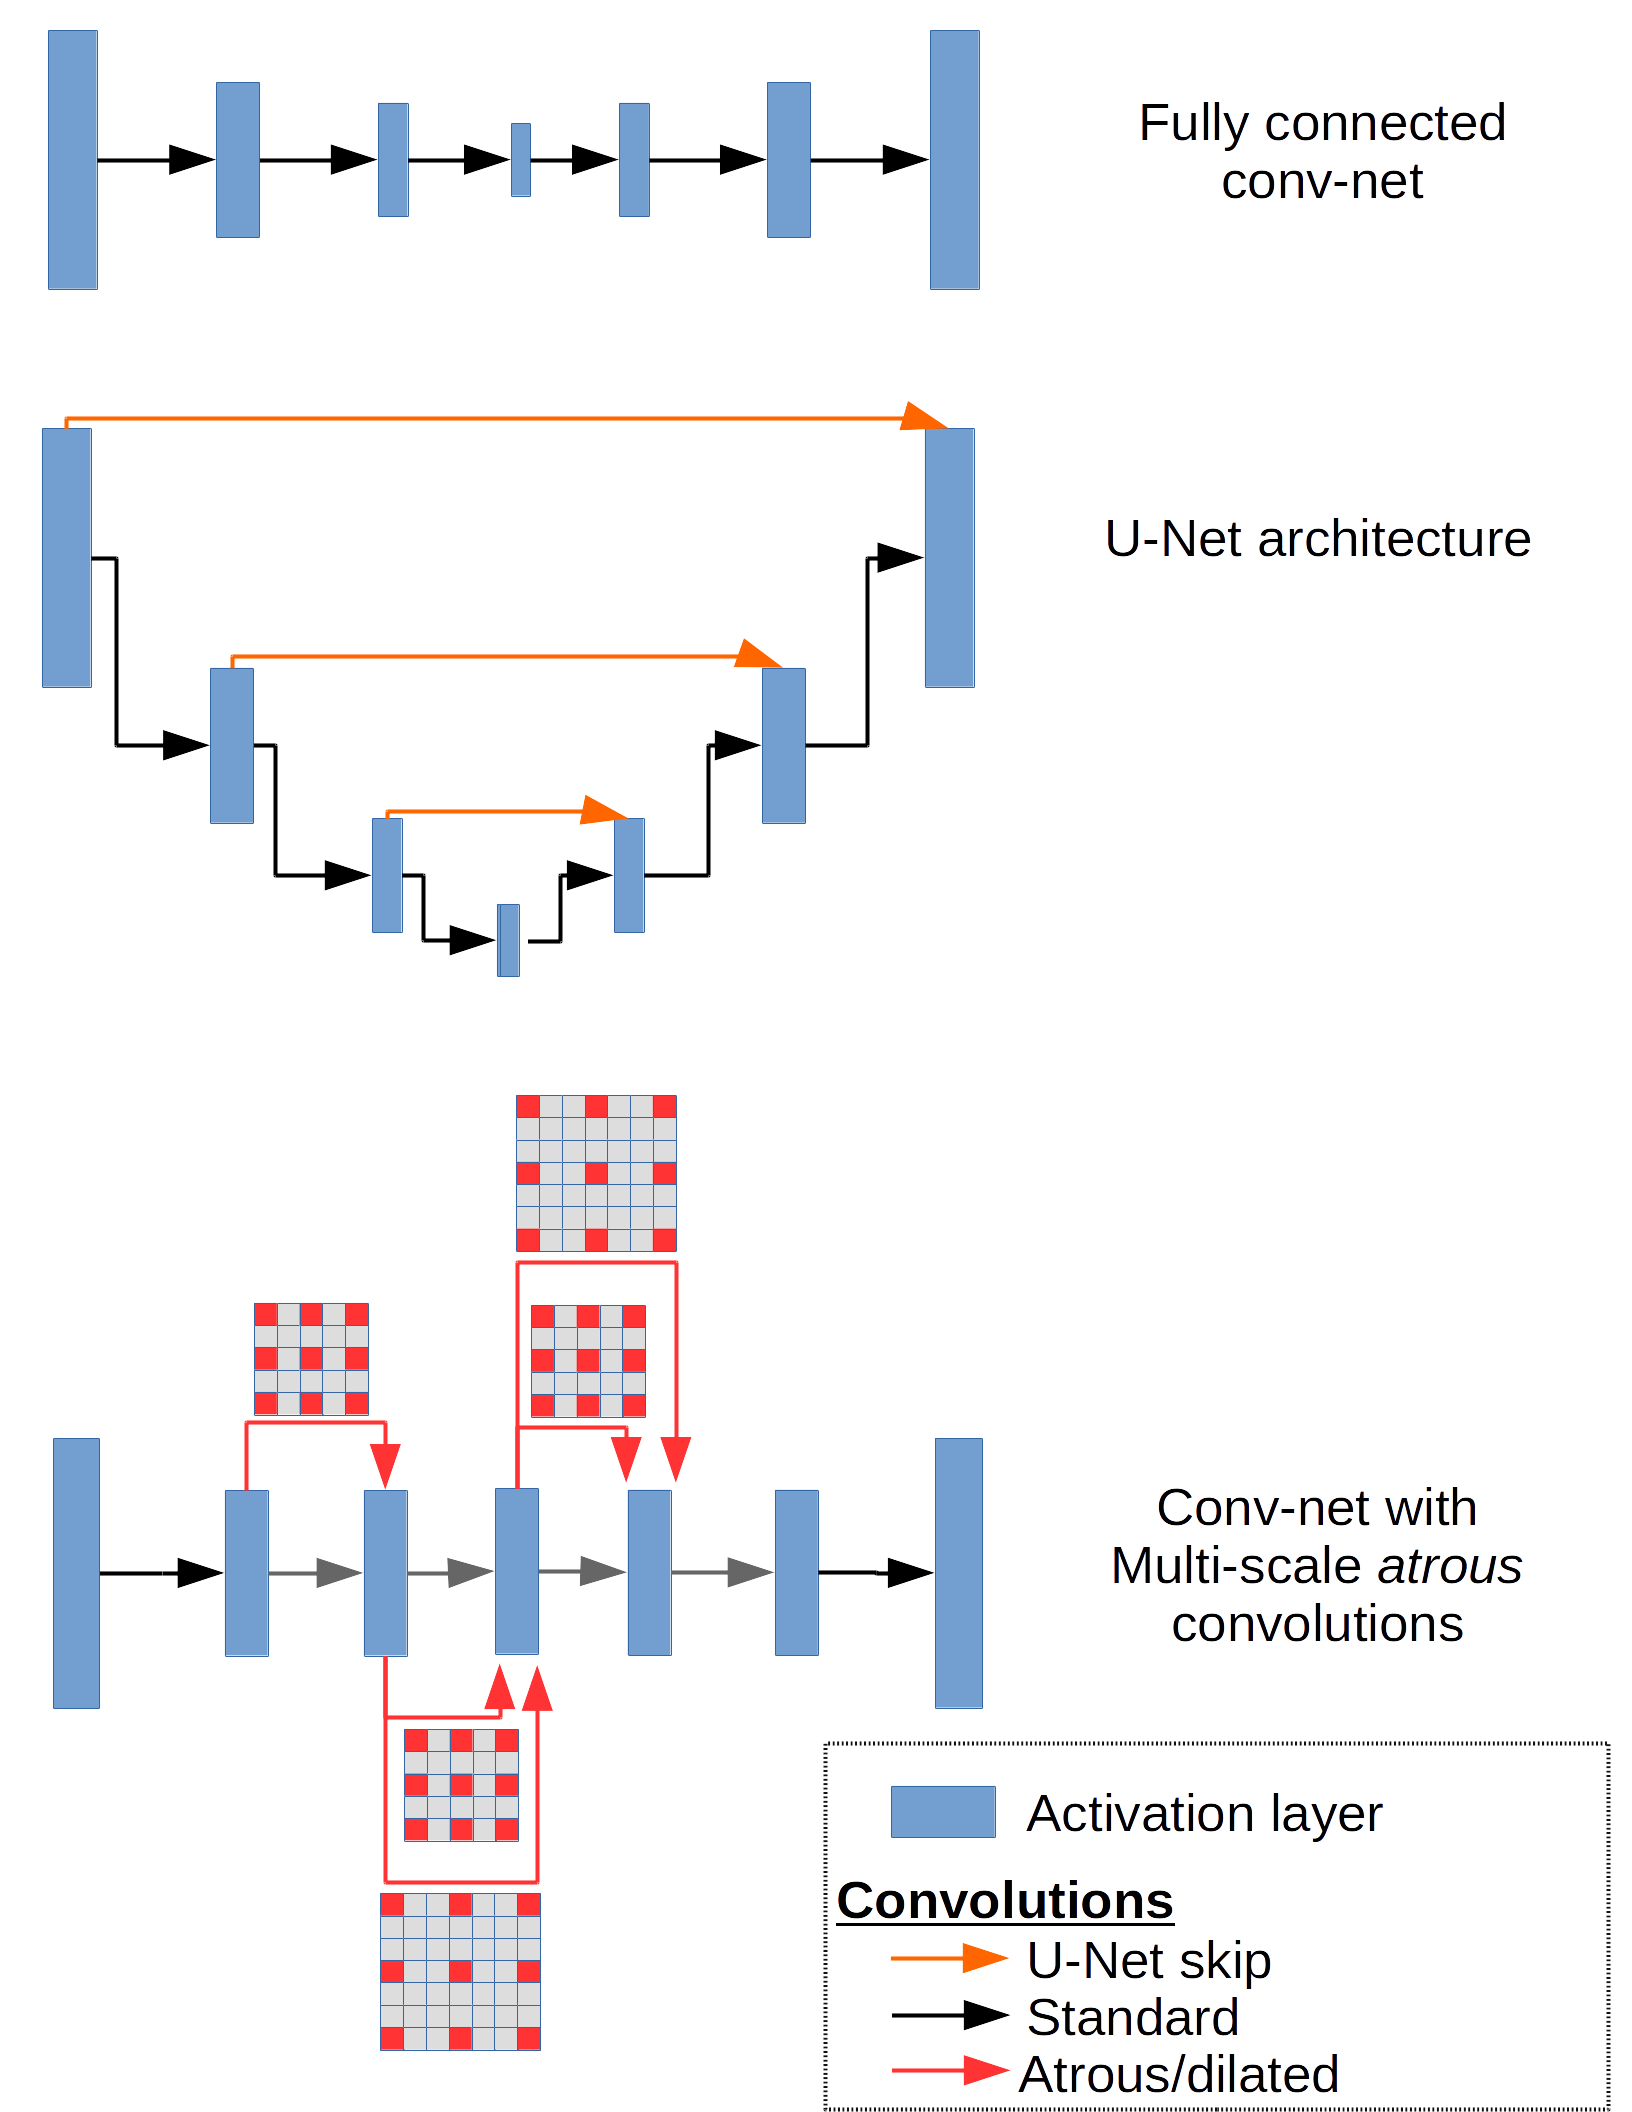 Fully connected
conv-net
U-Net architecture
Conv-net with
Multi-scale atrous
convolutions
Activation layer
Convolutions
U-Net skip
Standard
Atrous/dilated